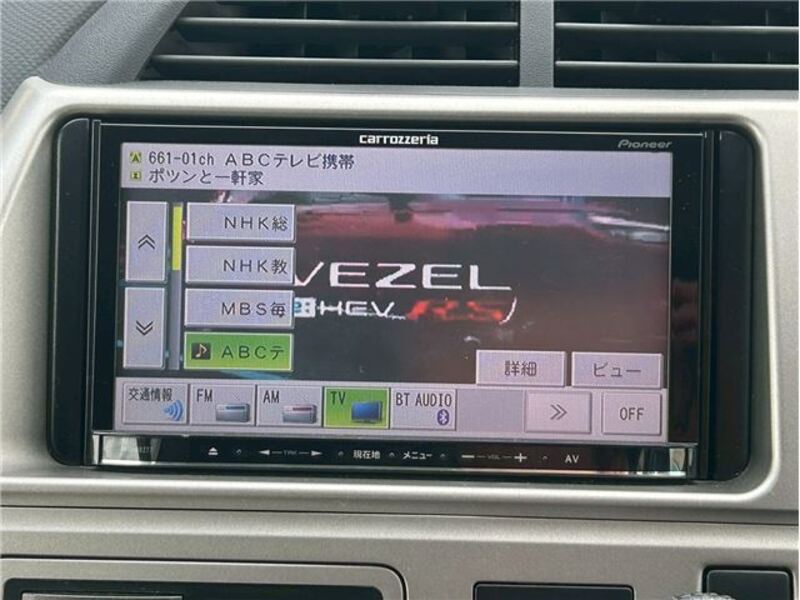 carrozzeria
Pioneer
661-01ch ABCテレビ携帯
ポツンと一軒家
NHK総
NHK教
MBS毎
ABCテ
VEZEL
e:HEV RS
詳細
ビュー
交通情報
FM
AM
TV
BT AUDIO
OFF
TRK
現在地
メニュー
VOL
AV